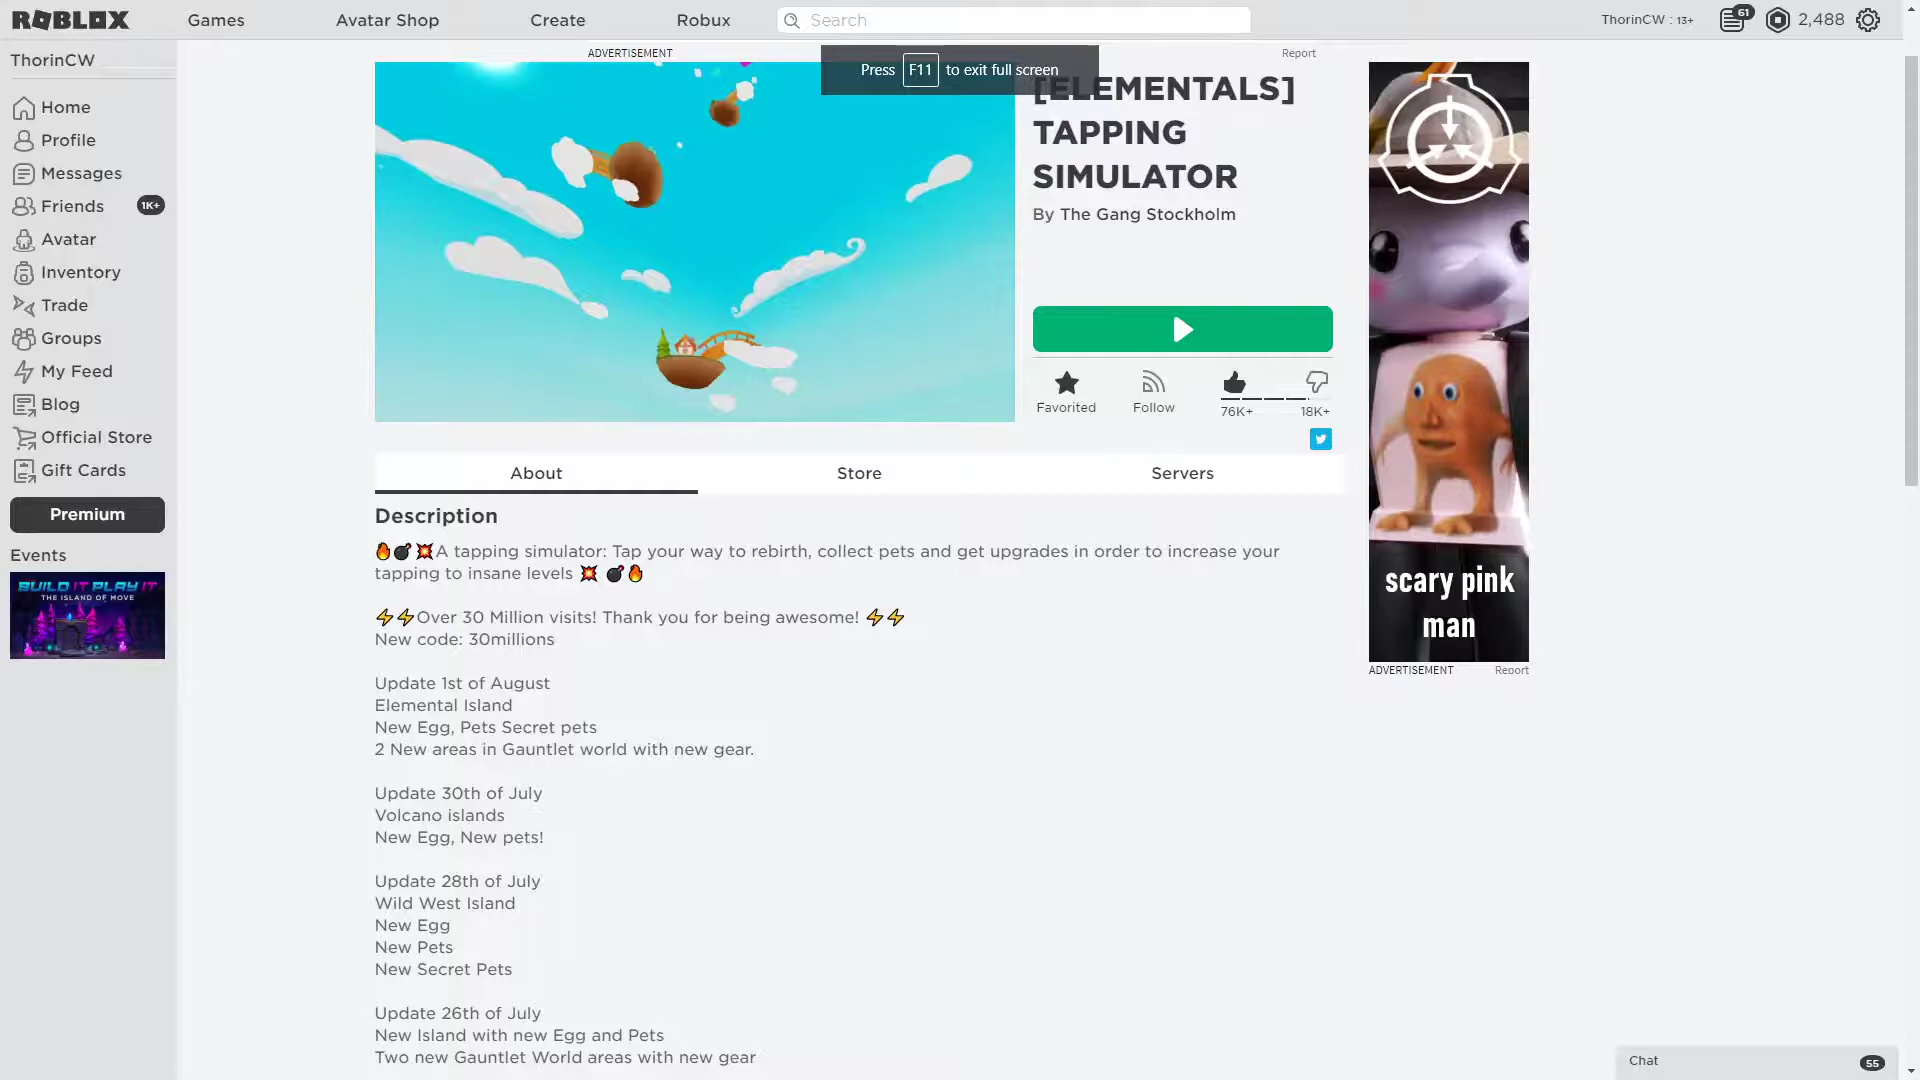 ROBLOX
Games
Avatar Shop
Create
Robux
Search
ThorinCW : 13+
61
2,488
ThorinCW
Home
Profile
Messages
Friends
1K+
Avatar
Inventory
Trade
Groups
My Feed
Blog
Official Store
Gift Cards
Premium
Events
BUILD IT PLAY IT
THE ISLAND OF MOVE
ADVERTISEMENT
Report
Press F11 to exit full screen
[ELEMENTALS]
TAPPING
SIMULATOR
By The Gang Stockholm
Favorited
Follow
76K+
18K+
About
Store
Servers
Description
🔥💣💥A tapping simulator: Tap your way to rebirth, collect pets and get upgrades in order to increase your
tapping to insane levels 💥 💣🔥
⚡⚡Over 30 Million visits! Thank you for being awesome! ⚡⚡
New code: 30millions
Update 1st of August
Elemental Island
New Egg, Pets Secret pets
2 New areas in Gauntlet world with new gear.
Update 30th of July
Volcano islands
New Egg, New pets!
Update 28th of July
Wild West Island
New Egg
New Pets
New Secret Pets
Update 26th of July
New Island with new Egg and Pets
Two new Gauntlet World areas with new gear
scary pink
man
ADVERTISEMENT
Report
Chat
55